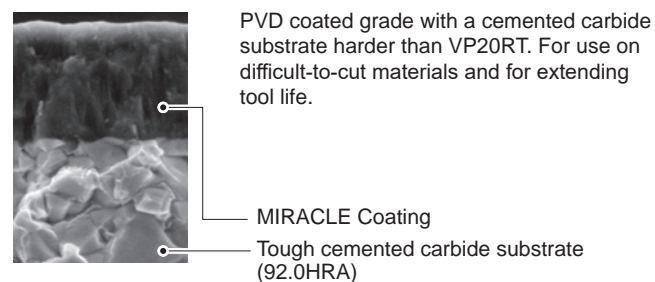 PVD coated grade with a cemented carbide
substrate harder than VP20RT. For use on
difficult-to-cut materials and for extending
tool life.
MIRACLE Coating
Tough cemented carbide substrate
(92.0HRA)